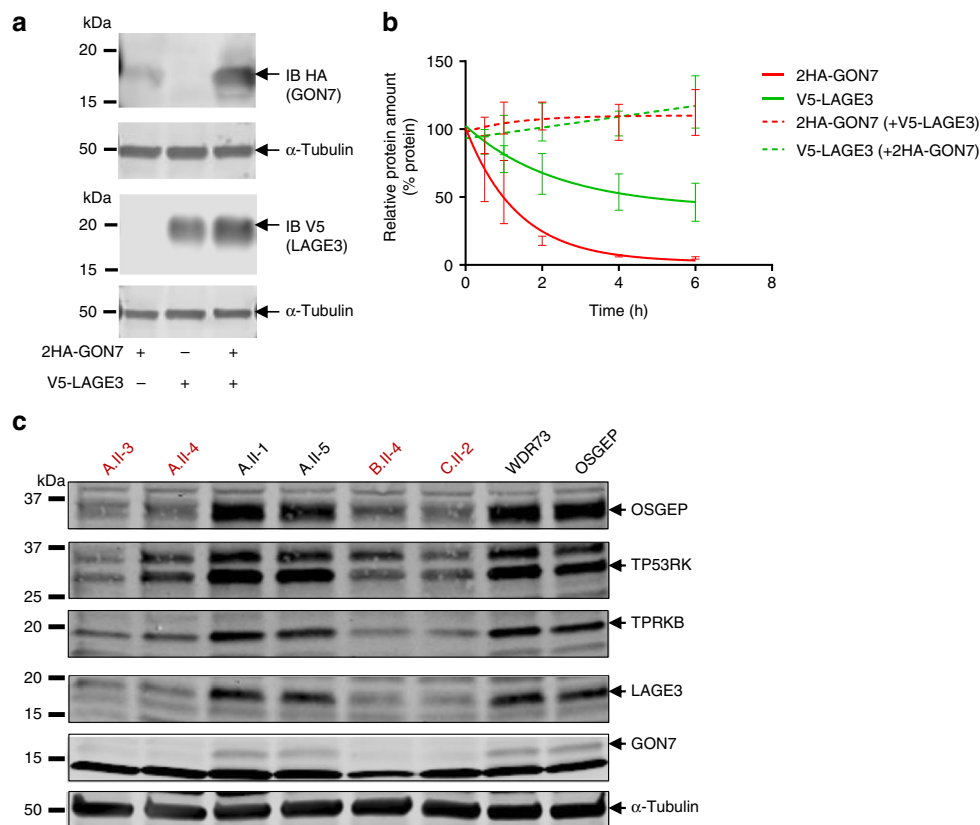 a
kDa
20
IB HA
(GON7)
15
50
α-Tubulin
kDa
20
IB V5
(LAGE3)
15
50
α-Tubulin
2HA-GON7 + – +
V5-LAGE3 – + +
b
150
100
50
0
0 2 4 6 8
Relative protein amount
(% protein)
Time (h)
2HA-GON7
V5-LAGE3
2HA-GON7 (+V5-LAGE3)
V5-LAGE3 (+2HA-GON7)
c
A.II-3 A.II-4 A.II-1 A.II-5 B.II-4 C.II-2 WDR73 OSGEP
kDa
37
OSGEP
37
TP53RK
25
20
TPRKB
20
LAGE3
15
GON7
15
50
α-Tubulin